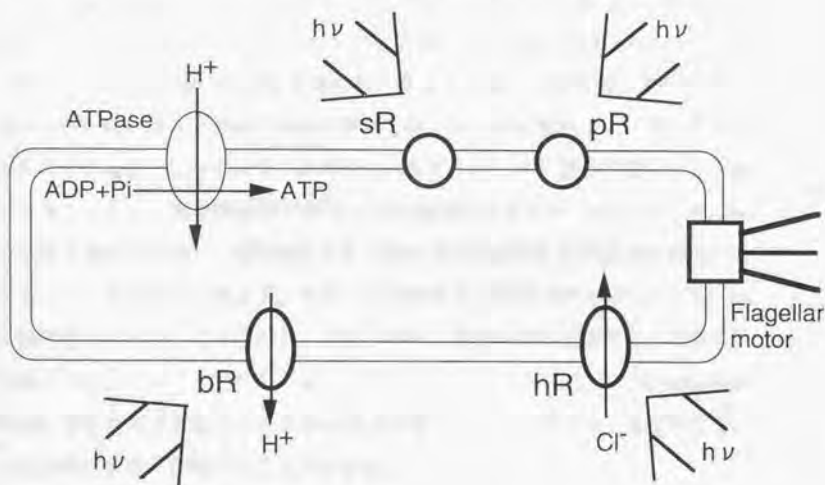 hν
hν
H⁺
ATPase
sR
pR
ADP+Pi
ATP
Flagellar
motor
bR
hR
H⁺
Cl⁻
hν
hν